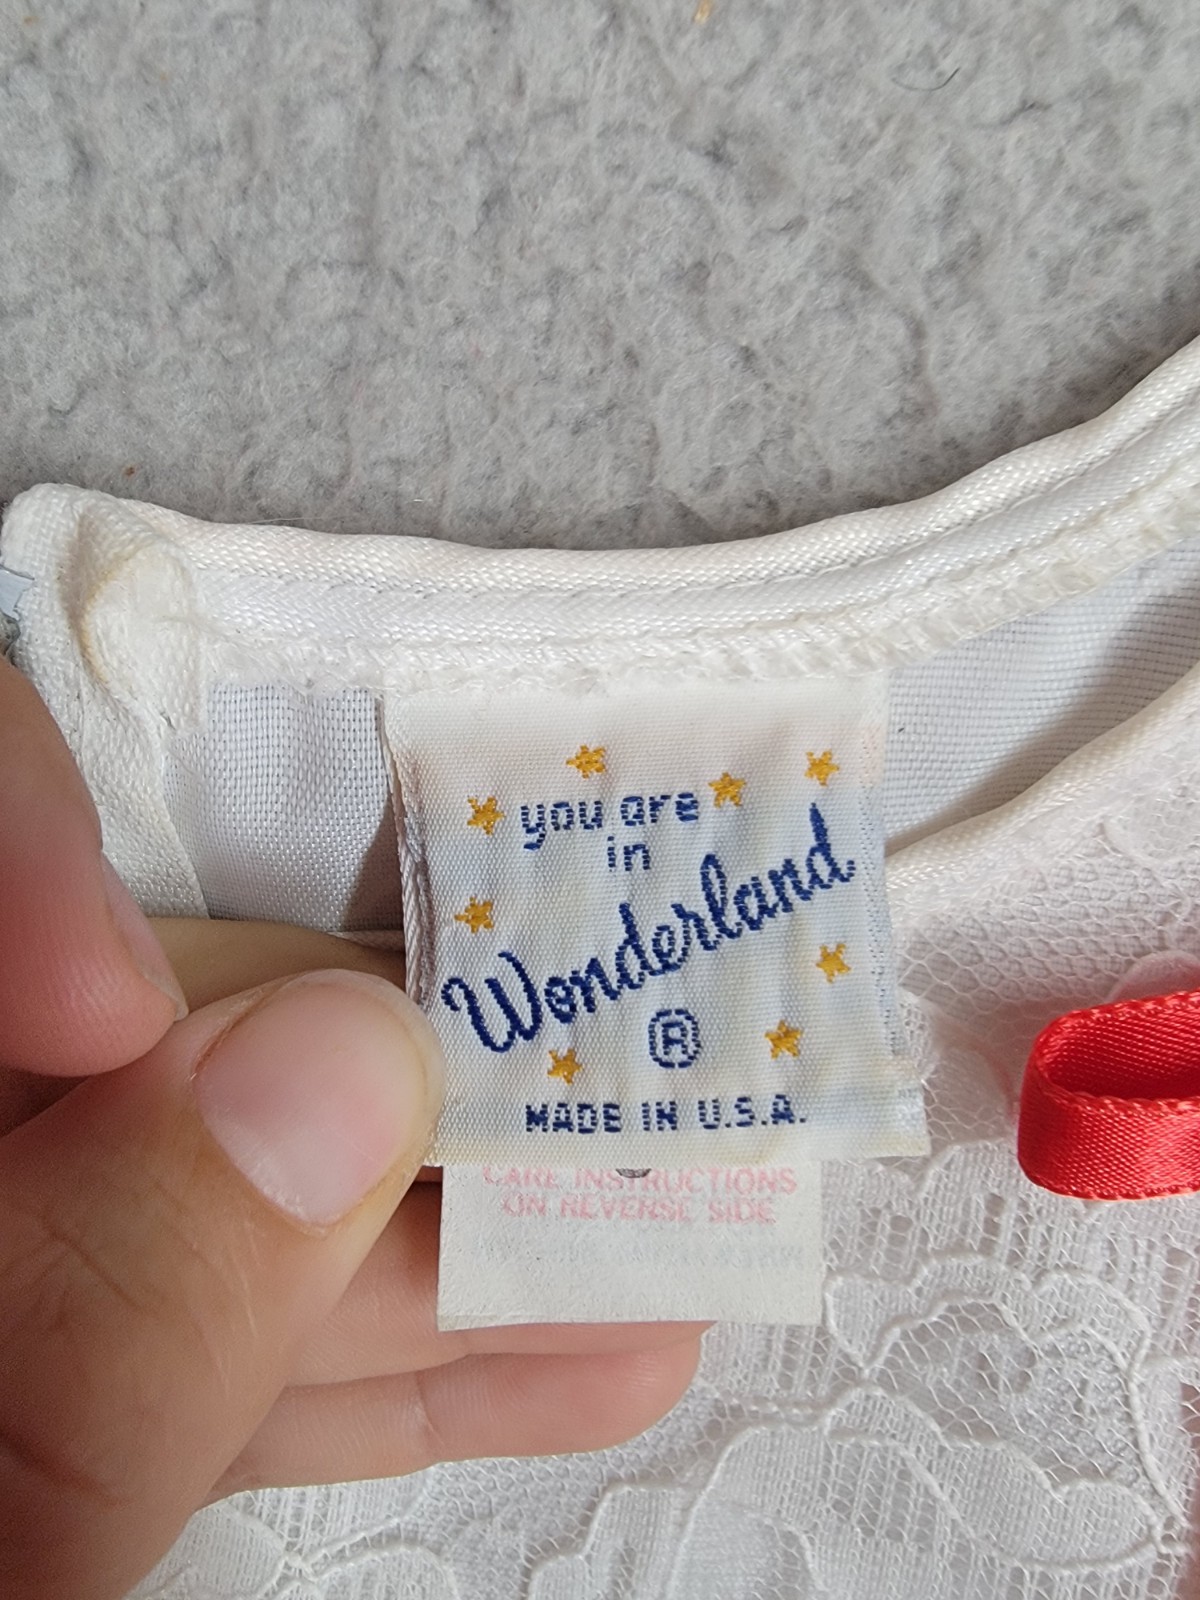 you are
in
Wonderland
®
MADE IN U.S.A.
CARE INSTRUCTIONS
ON REVERSE SIDE